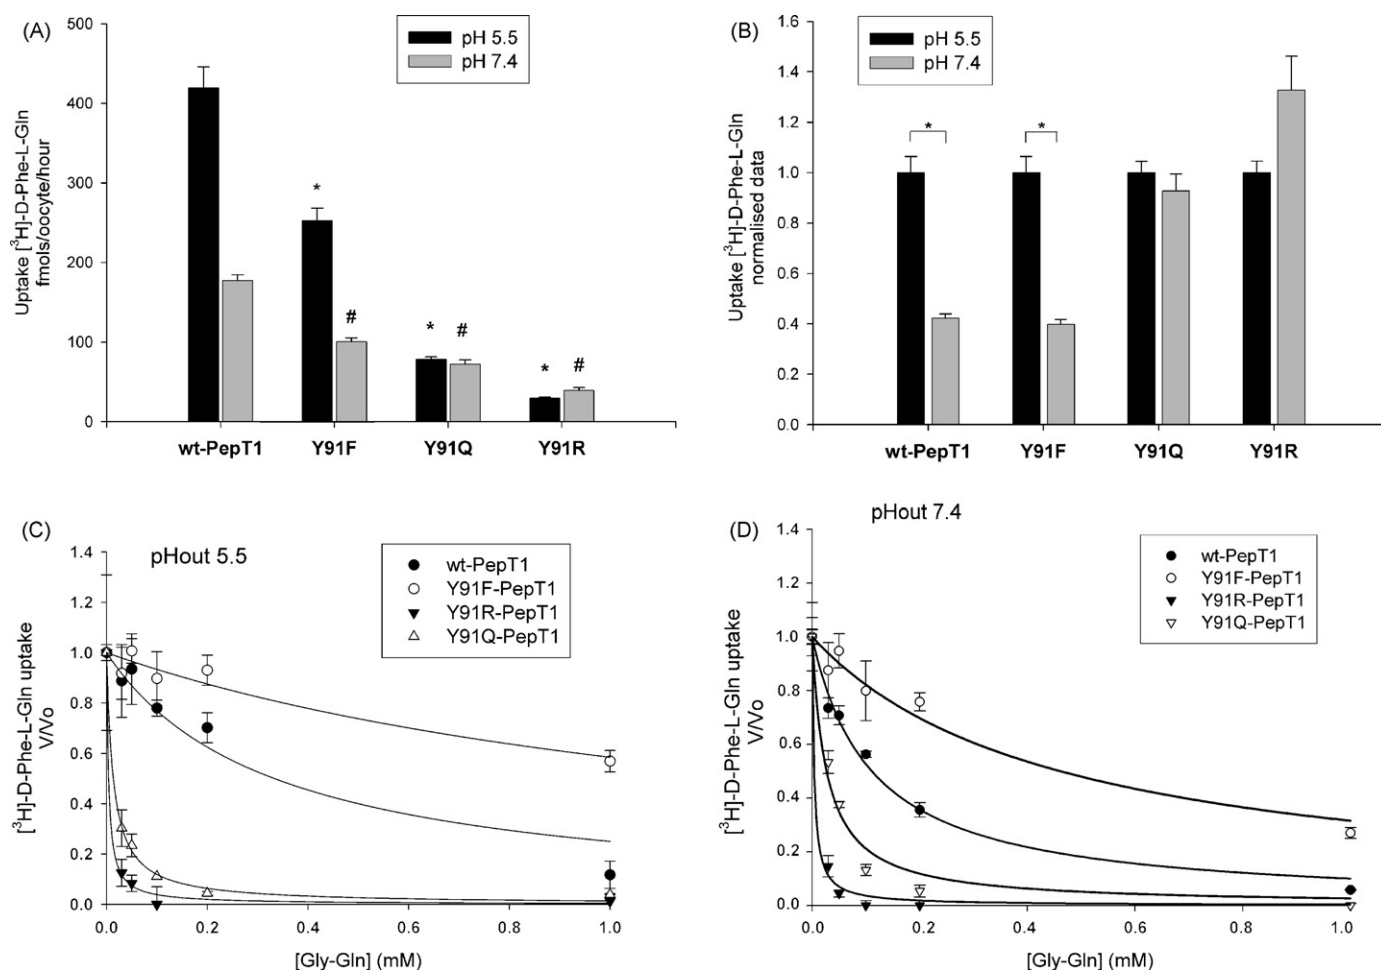 (A)
500
400
300
200
100
0
Uptake [³H]-D-Phe-L-Gln
fmols/oocyte/hour
pH 5.5
pH 7.4
*
#
*
#
*
#
wt-PepT1 Y91F Y91Q Y91R
(B)
1.6
1.4
1.2
1.0
0.8
0.6
0.4
0.2
0.0
Uptake [³H]-D-Phe-L-Gln
normalised data
pH 5.5
pH 7.4
*
*
wt-PepT1 Y91F Y91Q Y91R
(C)
pHout 5.5
1.4
1.2
1.0
0.8
0.6
0.4
0.2
0.0
[³H]-D-Phe-L-Gln uptake
V/Vo
wt-PepT1
Y91F-PepT1
Y91R-PepT1
Y91Q-PepT1
0.0 0.2 0.4 0.6 0.8 1.0
[Gly-Gln] (mM)
(D)
pHout 7.4
1.4
1.2
1.0
0.8
0.6
0.4
0.2
0.0
[³H]-D-Phe-L-Gln uptake
V/Vo
wt-PepT1
Y91F-PepT1
Y91R-PepT1
Y91Q-PepT1
0.0 0.2 0.4 0.6 0.8 1.0
[Gly-Gln] (mM)